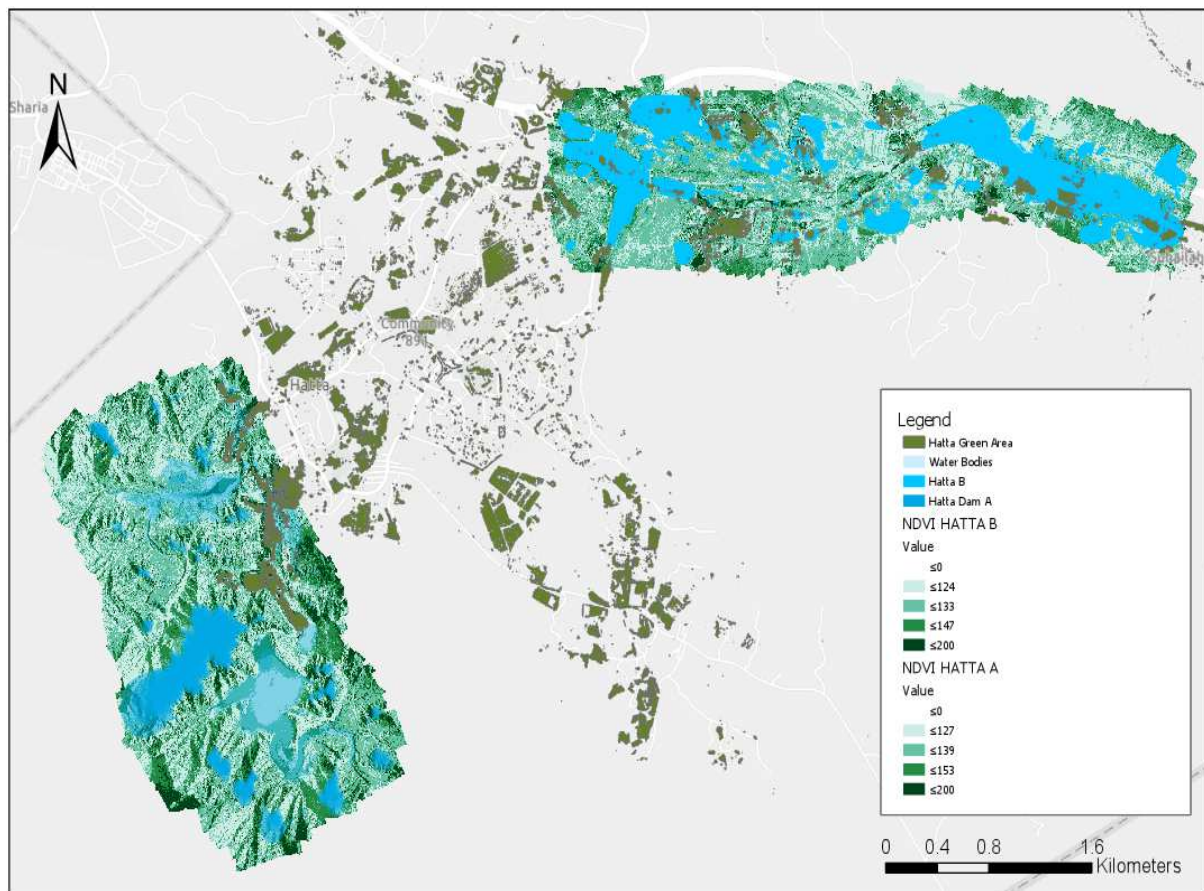 N
Sharia
Suhailah
Community
891
Hatta
Legend
Hatta Green Area
Water Bodies
Hatta B
Hatta Dam A
NDVI HATTA B
Value
≤0
≤124
≤133
≤147
≤200
NDVI HATTA A
Value
≤0
≤127
≤139
≤153
≤200
0 0.4 0.8 1.6
Kilometers